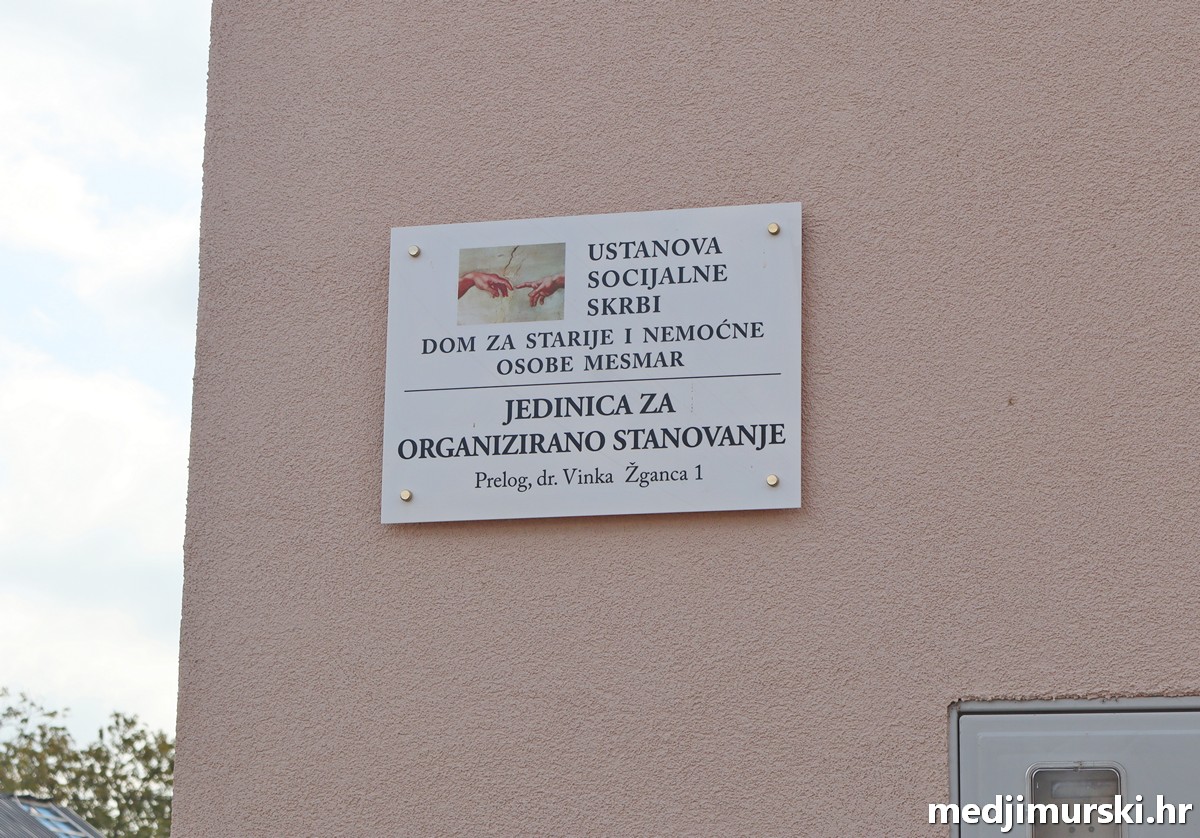 USTANOVA
SOCIJALNE
SKRBI
DOM ZA STARIJE I NEMOĆNE
OSOBE MESMAR
JEDINICA ZA
ORGANIZIRANO STANOVANJE
Prelog, dr. Vinka Žganca 1
medjimurski.hr